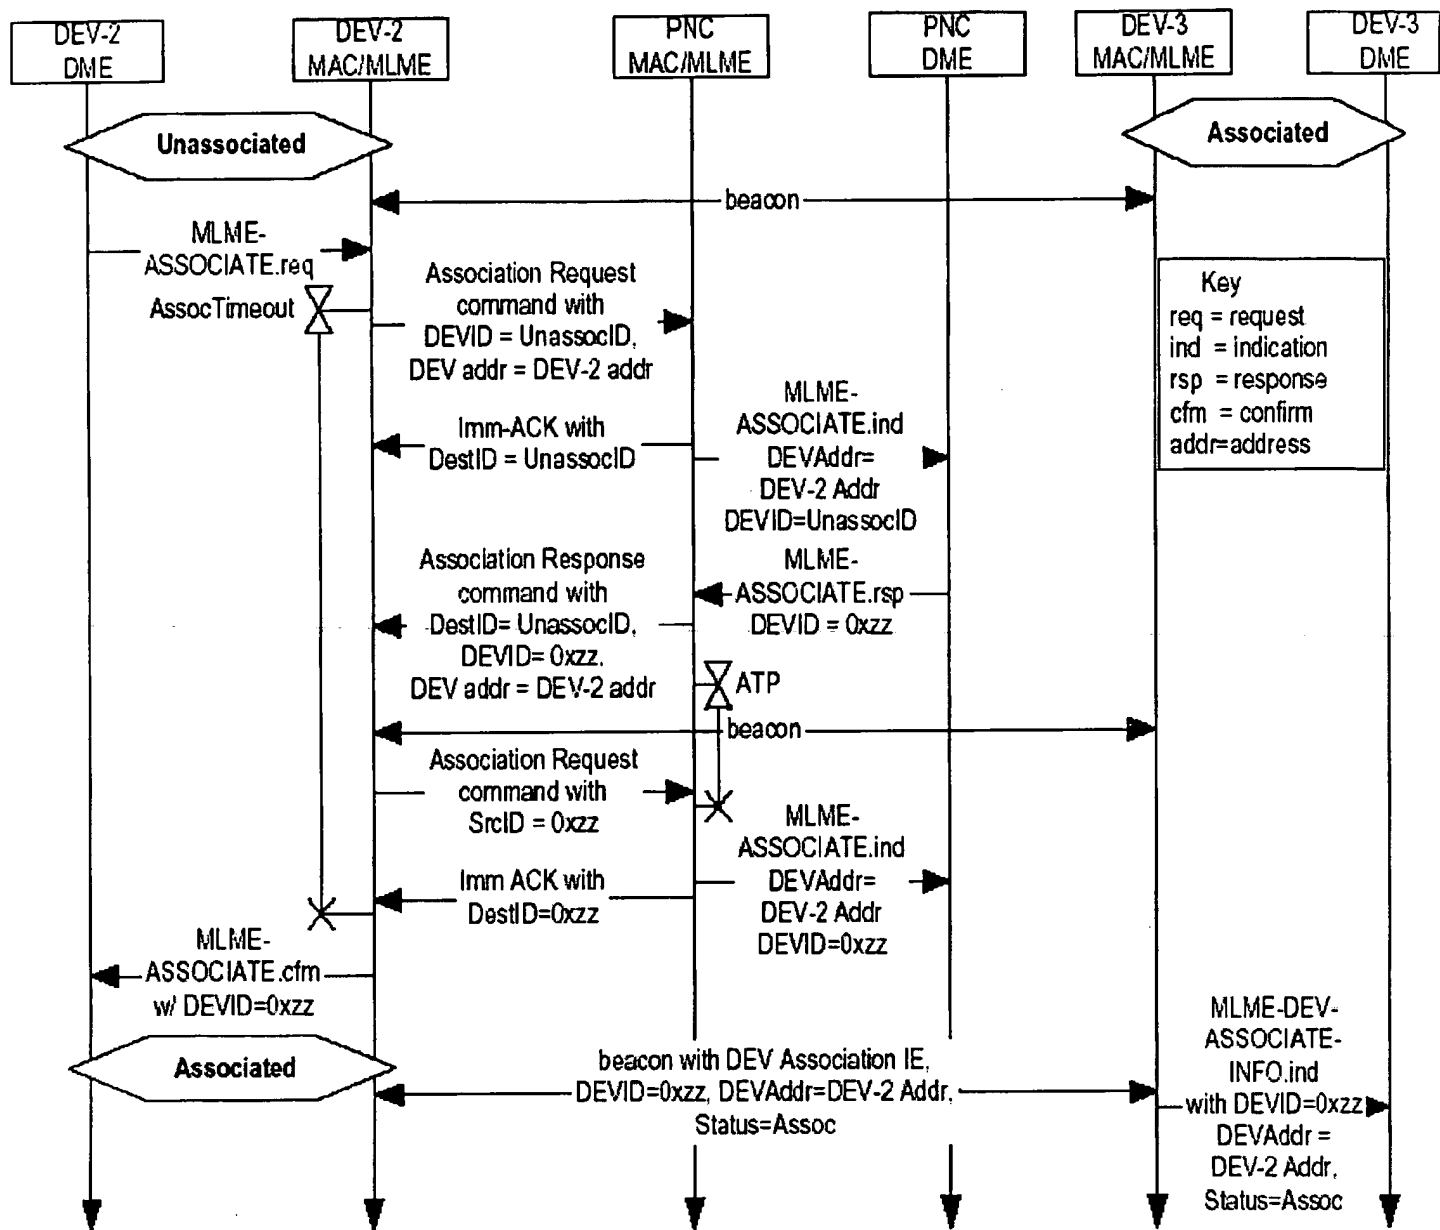 DEV-2
DME
DEV-2
MAC/MLME
PNC
MAC/MLME
PNC
DME
DEV-3
MAC/MLME
DEV-3
DME
Unassociated
Associated
beacon
MLME-
ASSOCIATE.req
AssocTimeout
Association Request
command with
DEVID = UnassocID,
DEV addr = DEV-2 addr
Key
req = request
ind = indication
rsp = response
cfm = confirm
addr=address
Imm-ACK with
DestID = UnassocID
MLME-
ASSOCIATE.ind
DEVAddr=
DEV-2 Addr
DEVID=UnassocID
MLME-
ASSOCIATE.rsp
DEVID = 0xzz
Association Response
command with
DestID= UnassocID,
DEVID= 0xzz,
DEV addr = DEV-2 addr
ATP
beacon
Association Request
command with
SrcID = 0xzz
MLME-
ASSOCIATE.ind
DEVAddr=
DEV-2 Addr
DEVID=0xzz
Imm ACK with
DestID=0xzz
MLME-
ASSOCIATE.cfm
w/ DEVID=0xzz
Associated
beacon with DEV Association IE,
DEVID=0xzz, DEVAddr=DEV-2 Addr,
Status=Assoc
MLME-DEV-
ASSOCIATE-
INFO.ind
with DEVID=0xzz
DEVAddr =
DEV-2 Addr,
Status=Assoc